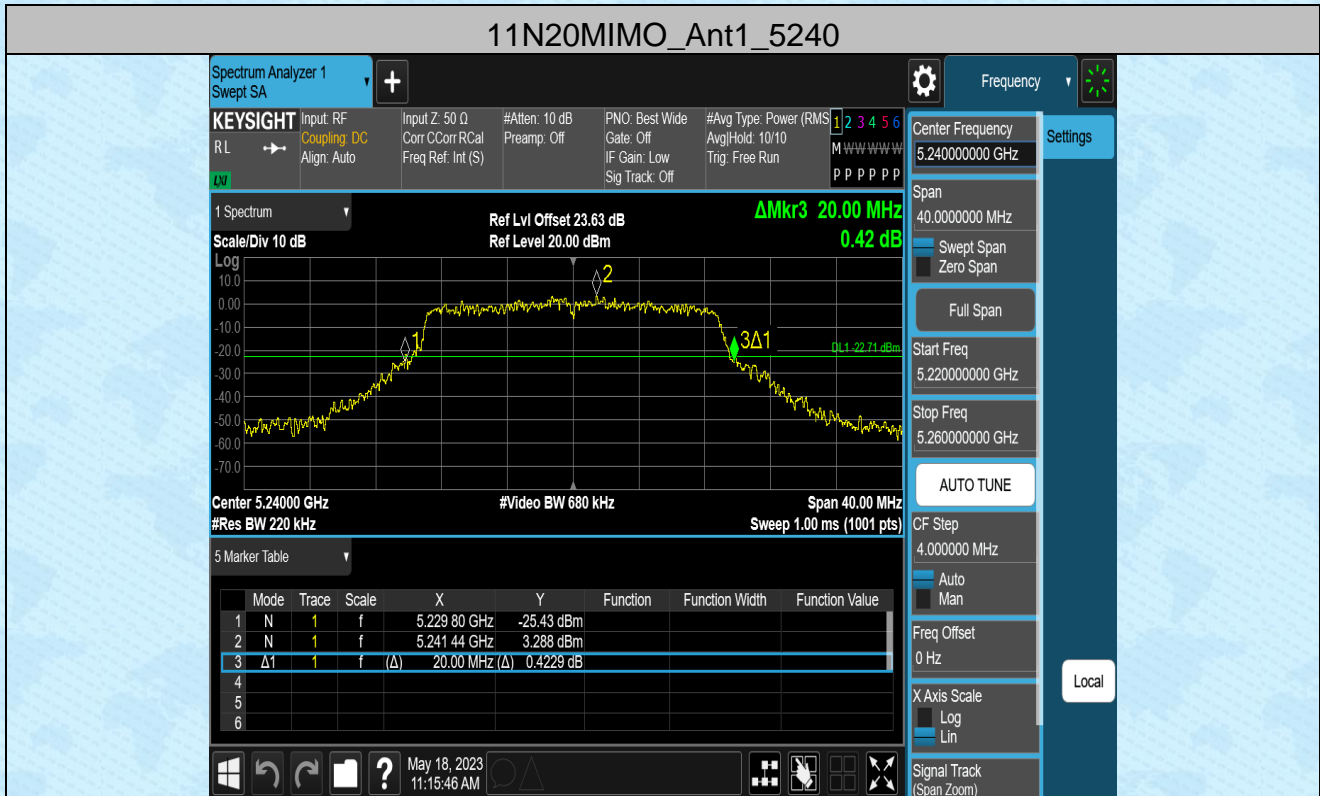 11N20MIMO_Ant1_5240
Spectrum Analyzer 1
Swept SA
+
Frequency
KEYSIGHT
RL
LXI
Input: RF
Coupling: DC
Align: Auto
Input Z: 50 Ω
Corr CCorr RCal
Freq Ref: Int (S)
#Atten: 10 dB
Preamp: Off
PNO: Best Wide
Gate: Off
IF Gain: Low
Sig Track: Off
#Avg Type: Power (RMS
Avg|Hold: 10/10
Trig: Free Run
1 2 3 4 5 6
M W W W W W
P P P P P P
Center Frequency
5.240000000 GHz
Settings
1 Spectrum
Ref Lvl Offset 23.63 dB
ΔMkr3 20.00 MHz
Scale/Div 10 dB
Ref Level 20.00 dBm
0.42 dB
Log
10.0
0.00
-10.0
-20.0
-30.0
-40.0
-50.0
-60.0
-70.0
1
2
3Δ1
DL1 -22.71 dBm
Center 5.24000 GHz
#Video BW 680 kHz
Span 40.00 MHz
#Res BW 220 kHz
Sweep 1.00 ms (1001 pts)
Span
40.0000000 MHz
Swept Span
Zero Span
Full Span
Start Freq
5.220000000 GHz
Stop Freq
5.260000000 GHz
AUTO TUNE
CF Step
4.000000 MHz
Auto
Man
Freq Offset
0 Hz
X Axis Scale
Log
Lin
Signal Track
(Span Zoom)
Local
5 Marker Table
Mode Trace Scale X Y Function Function Width Function Value
1 N 1 f 5.229 80 GHz -25.43 dBm
2 N 1 f 5.241 44 GHz 3.288 dBm
3 Δ1 1 f (Δ) 20.00 MHz (Δ) 0.4229 dB
4
5
6
?
May 18, 2023
11:15:46 AM